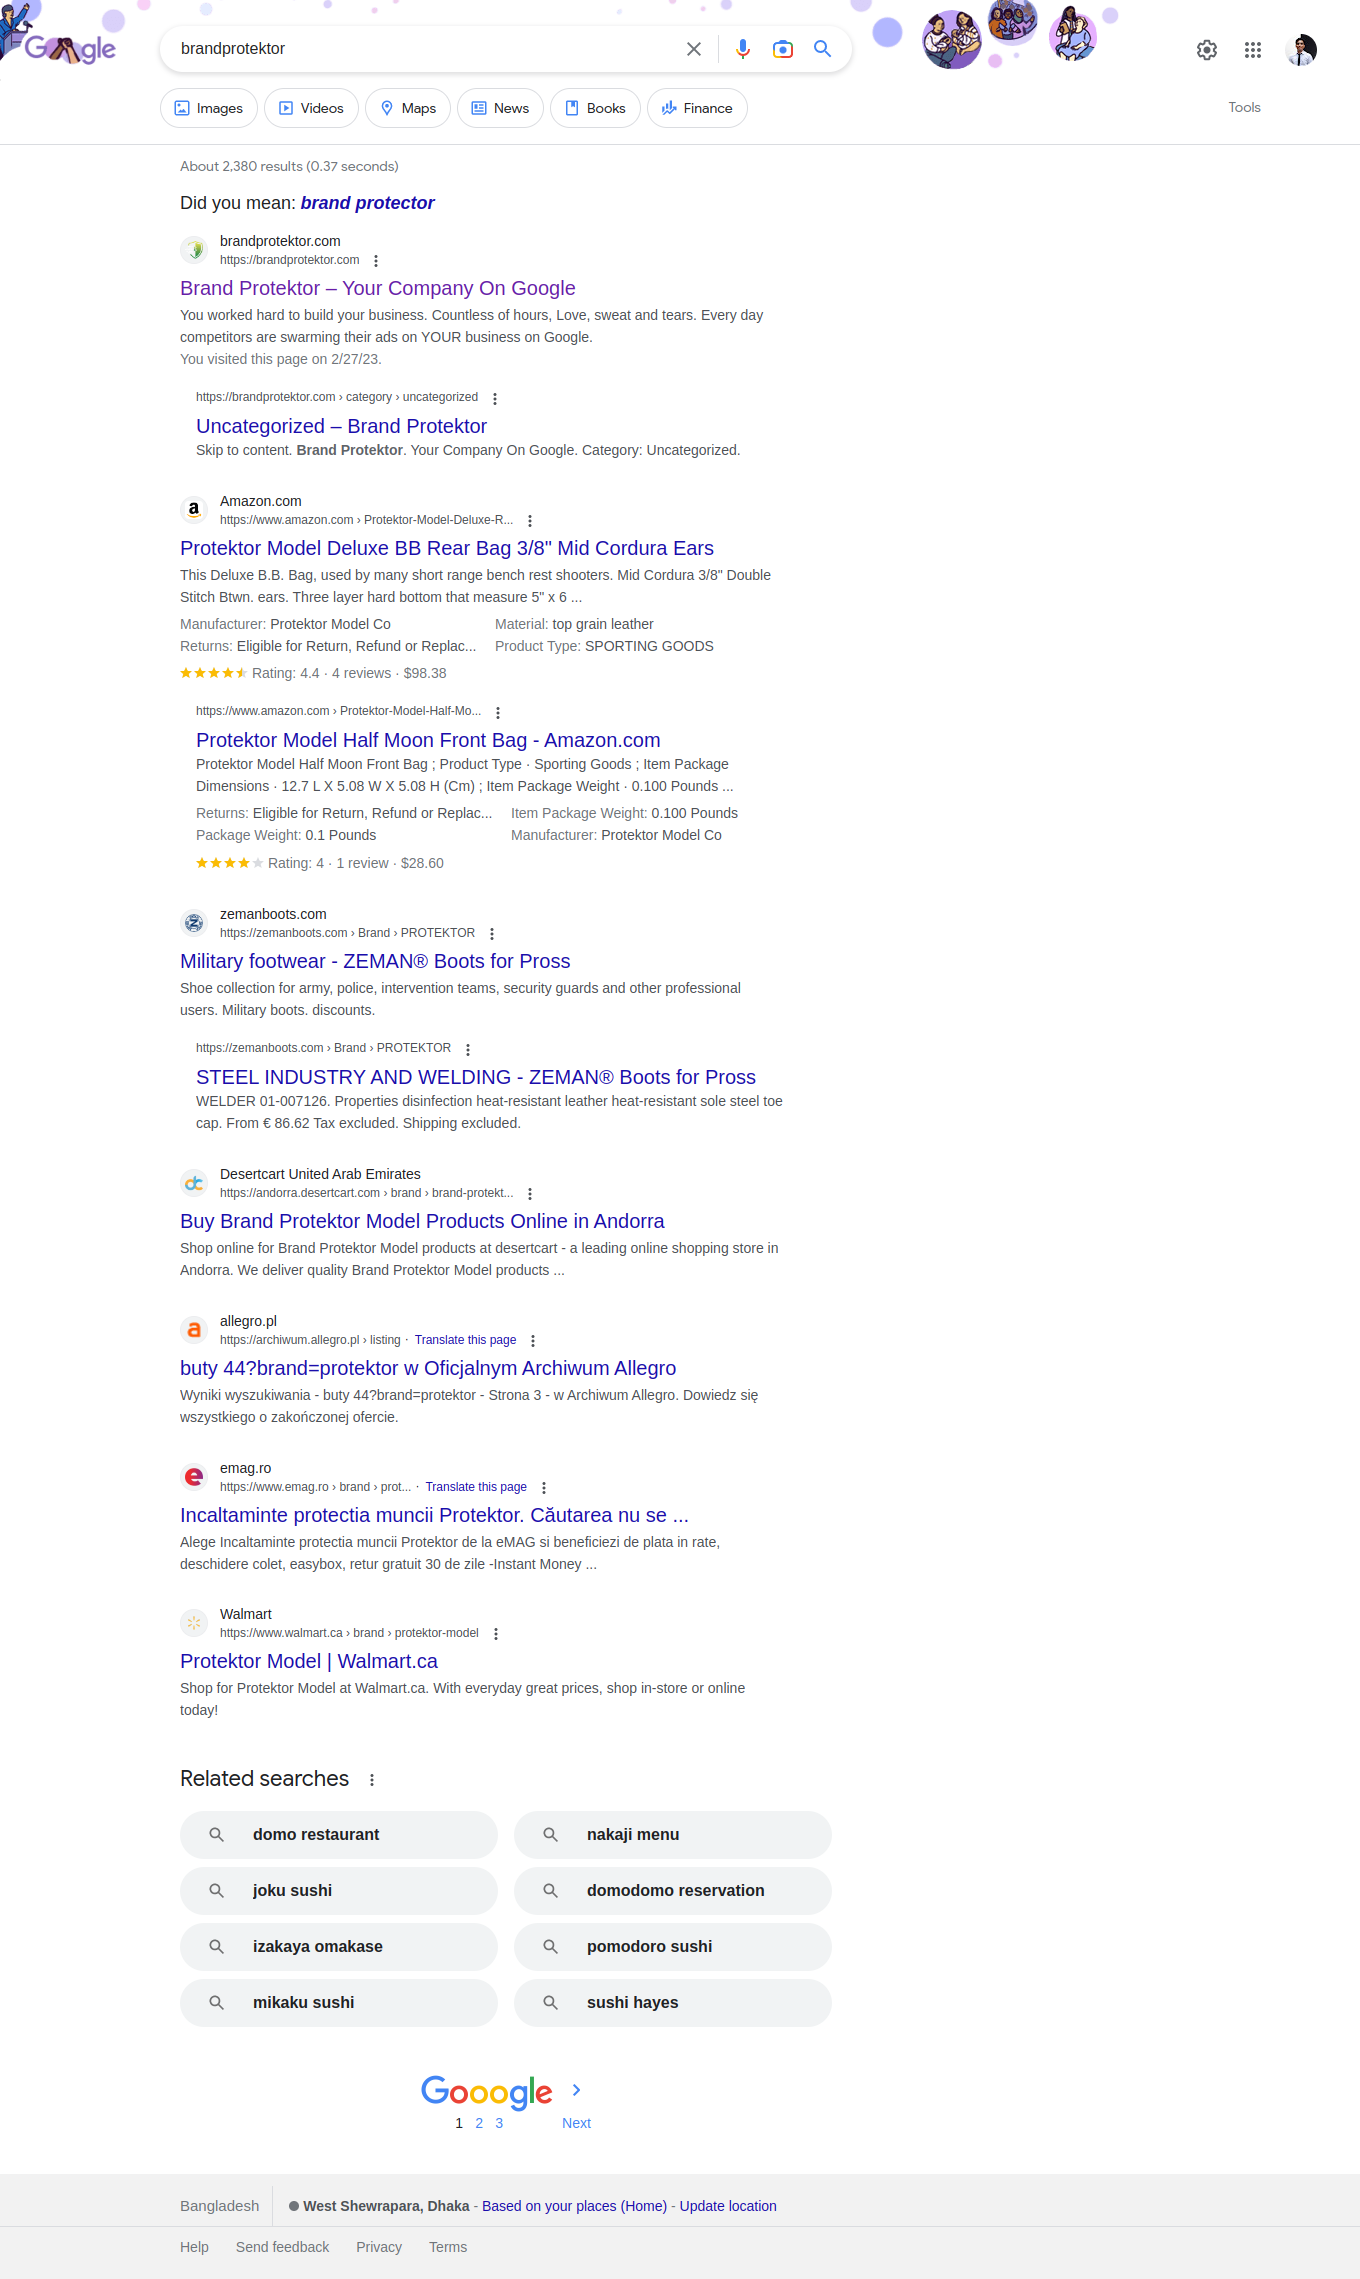 Google
brandprotektor
Images Videos Maps News Books Finance
Tools
About 2,380 results (0.37 seconds)
Did you mean: brand protector
brandprotektor.com
https://brandprotektor.com
Brand Protektor – Your Company On Google
You worked hard to build your business. Countless of hours, Love, sweat and tears. Every day
competitors are swarming their ads on YOUR business on Google.
You visited this page on 2/27/23.
https://brandprotektor.com › category › uncategorized
Uncategorized – Brand Protektor
Skip to content. Brand Protektor. Your Company On Google. Category: Uncategorized.
Amazon.com
https://www.amazon.com › Protektor-Model-Deluxe-R...
Protektor Model Deluxe BB Rear Bag 3/8" Mid Cordura Ears
This Deluxe B.B. Bag, used by many short range bench rest shooters. Mid Cordura 3/8" Double
Stitch Btwn. ears. Three layer hard bottom that measure 5" x 6 ...
Manufacturer: Protektor Model Co Material: top grain leather
Returns: Eligible for Return, Refund or Replac... Product Type: SPORTING GOODS
Rating: 4.4 · 4 reviews · $98.38
https://www.amazon.com › Protektor-Model-Half-Mo...
Protektor Model Half Moon Front Bag - Amazon.com
Protektor Model Half Moon Front Bag ; Product Type · Sporting Goods ; Item Package
Dimensions · 12.7 L X 5.08 W X 5.08 H (Cm) ; Item Package Weight · 0.100 Pounds ...
Returns: Eligible for Return, Refund or Replac... Item Package Weight: 0.100 Pounds
Package Weight: 0.1 Pounds Manufacturer: Protektor Model Co
Rating: 4 · 1 review · $28.60
zemanboots.com
https://zemanboots.com › Brand › PROTEKTOR
Military footwear - ZEMAN® Boots for Pross
Shoe collection for army, police, intervention teams, security guards and other professional
users. Military boots. discounts.
https://zemanboots.com › Brand › PROTEKTOR
STEEL INDUSTRY AND WELDING - ZEMAN® Boots for Pross
WELDER 01-007126. Properties disinfection heat-resistant leather heat-resistant sole steel toe
cap. From € 86.62 Tax excluded. Shipping excluded.
Desertcart United Arab Emirates
https://andorra.desertcart.com › brand › brand-protekt...
Buy Brand Protektor Model Products Online in Andorra
Shop online for Brand Protektor Model products at desertcart - a leading online shopping store in
Andorra. We deliver quality Brand Protektor Model products ...
allegro.pl
https://archiwum.allegro.pl › listing · Translate this page
buty 44?brand=protektor w Oficjalnym Archiwum Allegro
Wyniki wyszukiwania - buty 44?brand=protektor - Strona 3 - w Archiwum Allegro. Dowiedz się
wszystkiego o zakończonej ofercie.
emag.ro
https://www.emag.ro › brand › prot... · Translate this page
Incaltaminte protectia muncii Protektor. Căutarea nu se ...
Alege Incaltaminte protectia muncii Protektor de la eMAG si beneficiezi de plata in rate,
deschidere colet, easybox, retur gratuit 30 de zile -Instant Money ...
Walmart
https://www.walmart.ca › brand › protektor-model
Protektor Model | Walmart.ca
Shop for Protektor Model at Walmart.ca. With everyday great prices, shop in-store or online
today!
Related searches
domo restaurant nakaji menu
joku sushi domodomo reservation
izakaya omakase pomodoro sushi
mikaku sushi sushi hayes
Gooogle
1 2 3 Next
Bangladesh West Shewrapara, Dhaka - Based on your places (Home) - Update location
Help Send feedback Privacy Terms